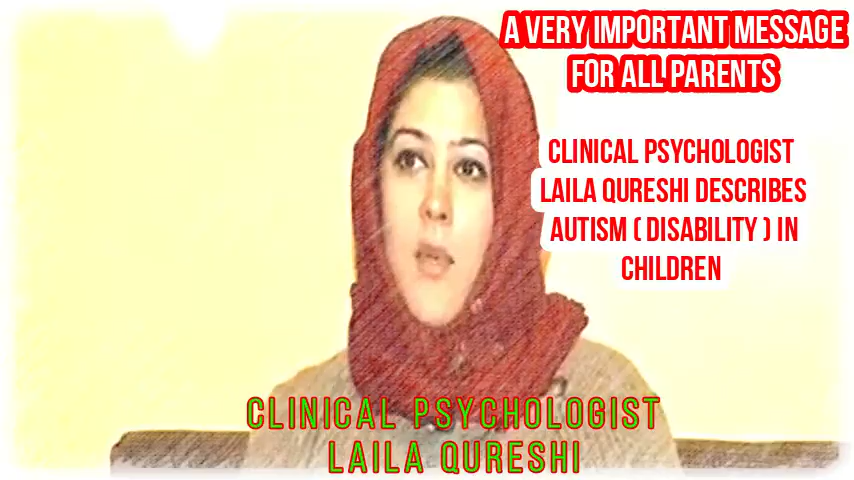 A VERY IMPORTANT MESSAGE
FOR ALL PARENTS
CLINICAL PSYCHOLOGIST
LAILA QURESHI DESCRIBES
AUTISM ( DISABILITY ) IN
CHILDREN
CLINICAL PSYCHOLOGIST
LAILA QURESHI